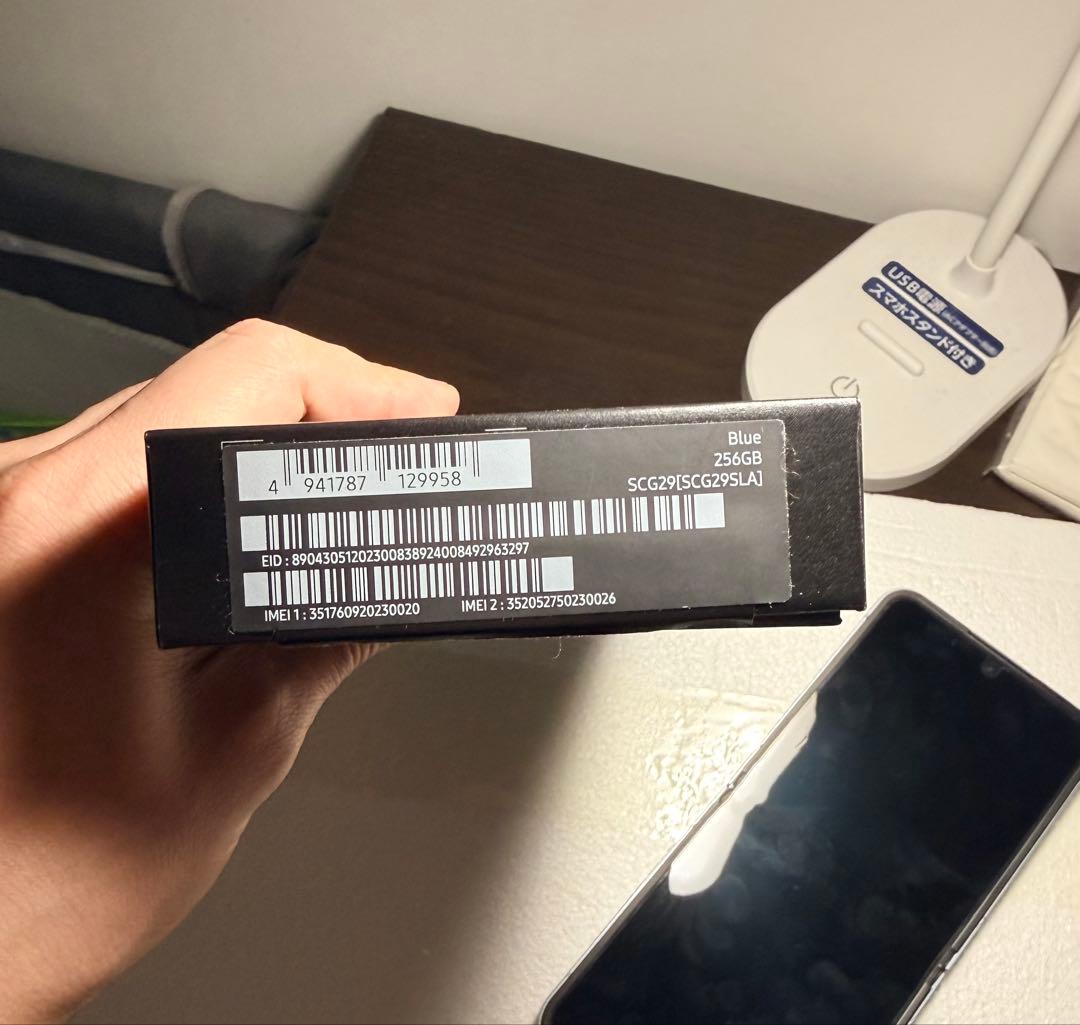 USB電源
スマホスタンド付き
Blue
256GB
SCG29[SCG29SLA]
4 941787 129958
EID : 89043051202300838924008492963297
IMEI 1 : 351760920230020 IMEI 2 : 352052750230026